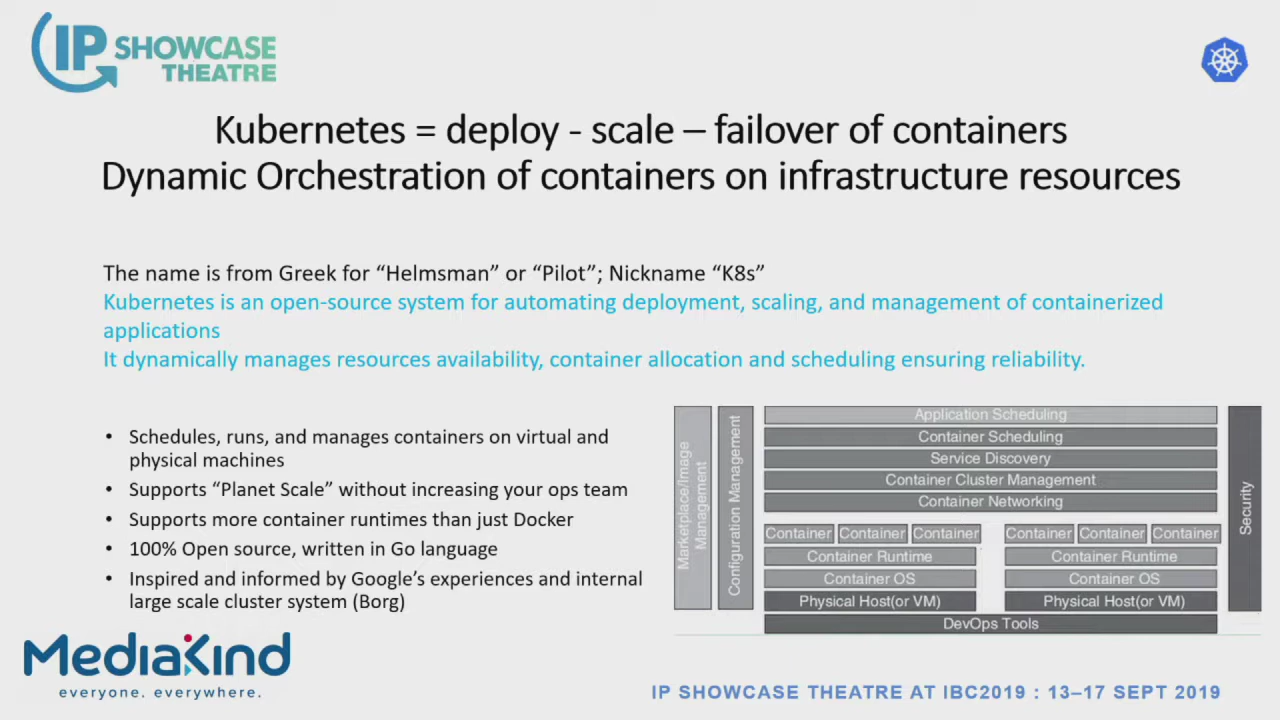 IP SHOWCASE
THEATRE
Kubernetes = deploy - scale – failover of containers
Dynamic Orchestration of containers on infrastructure resources
The name is from Greek for “Helmsman” or “Pilot”; Nickname “K8s”
Kubernetes is an open-source system for automating deployment, scaling, and management of containerized
applications
It dynamically manages resources availability, container allocation and scheduling ensuring reliability.
• Schedules, runs, and manages containers on virtual and
physical machines
• Supports “Planet Scale” without increasing your ops team
• Supports more container runtimes than just Docker
• 100% Open source, written in Go language
• Inspired and informed by Google’s experiences and internal
large scale cluster system (Borg)
Marketplace/Image
Management
Configuration Management
Application Scheduling
Container Scheduling
Service Discovery
Container Cluster Management
Container Networking
Container Container Container Container Container Container
Container Runtime Container Runtime
Container OS Container OS
Physical Host(or VM) Physical Host(or VM)
DevOps Tools
Security
MediaKind
everyone. everywhere.
IP SHOWCASE THEATRE AT IBC2019 : 13–17 SEPT 2019